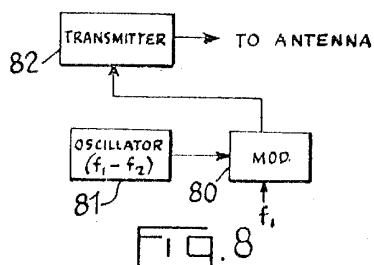 TRANSMITTER
TO ANTENNA
82
OSCILLATOR
(f₁ - f₂)
MOD.
81
80
f₁
Fig. 8